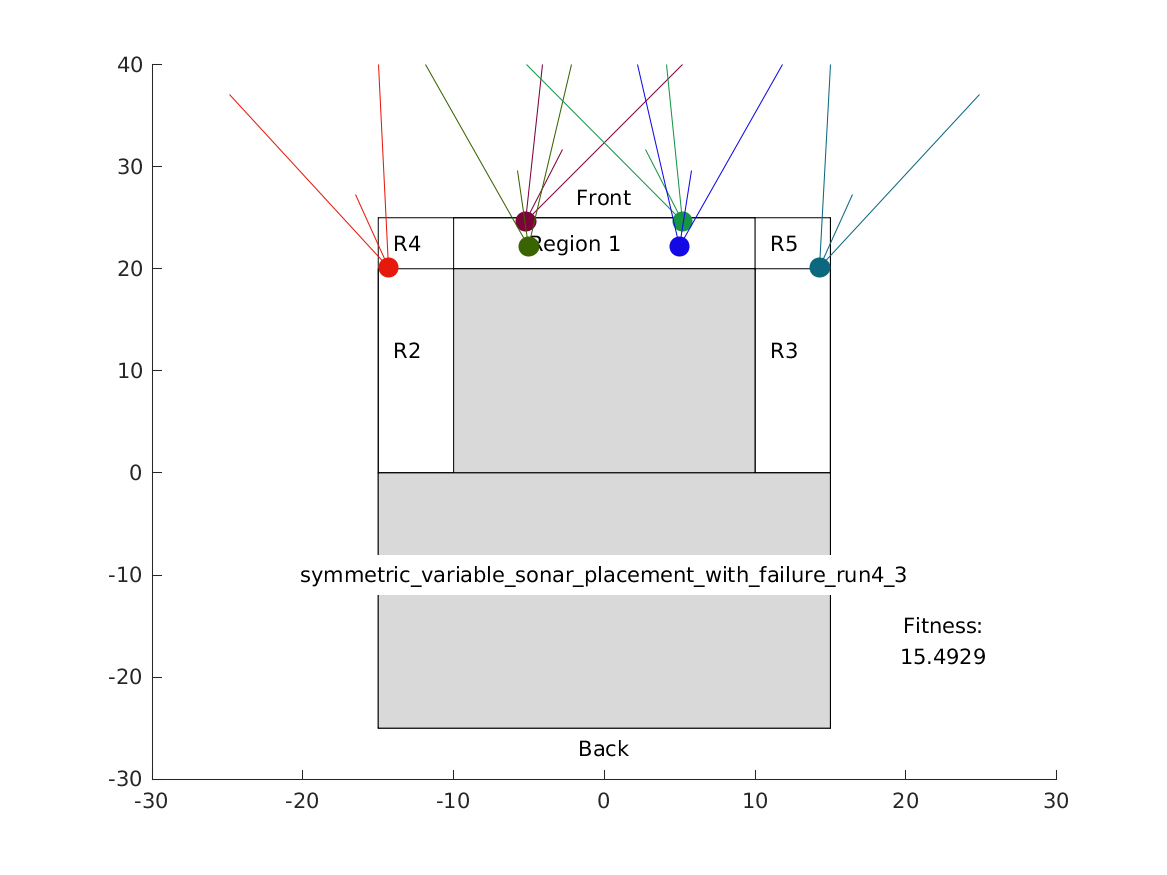 40
30
Front
R4
Region 1
R5
20
R2
R3
10
0
-10
symmetric_variable_sonar_placement_with_failure_run4_3
Fitness:
15.4929
-20
Back
-30
-30
-20
-10
0
10
20
30